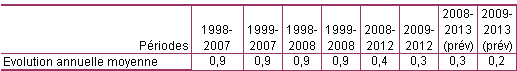 Périodes 1998-2007 1999-2007 1998-2008 1999-2008 2008-2012 2009-2012 2008-2013 (prév) 2009-2013 (prév)
Evolution annuelle moyenne 0,9 0,9 0,9 0,9 0,4 0,3 0,3 0,2